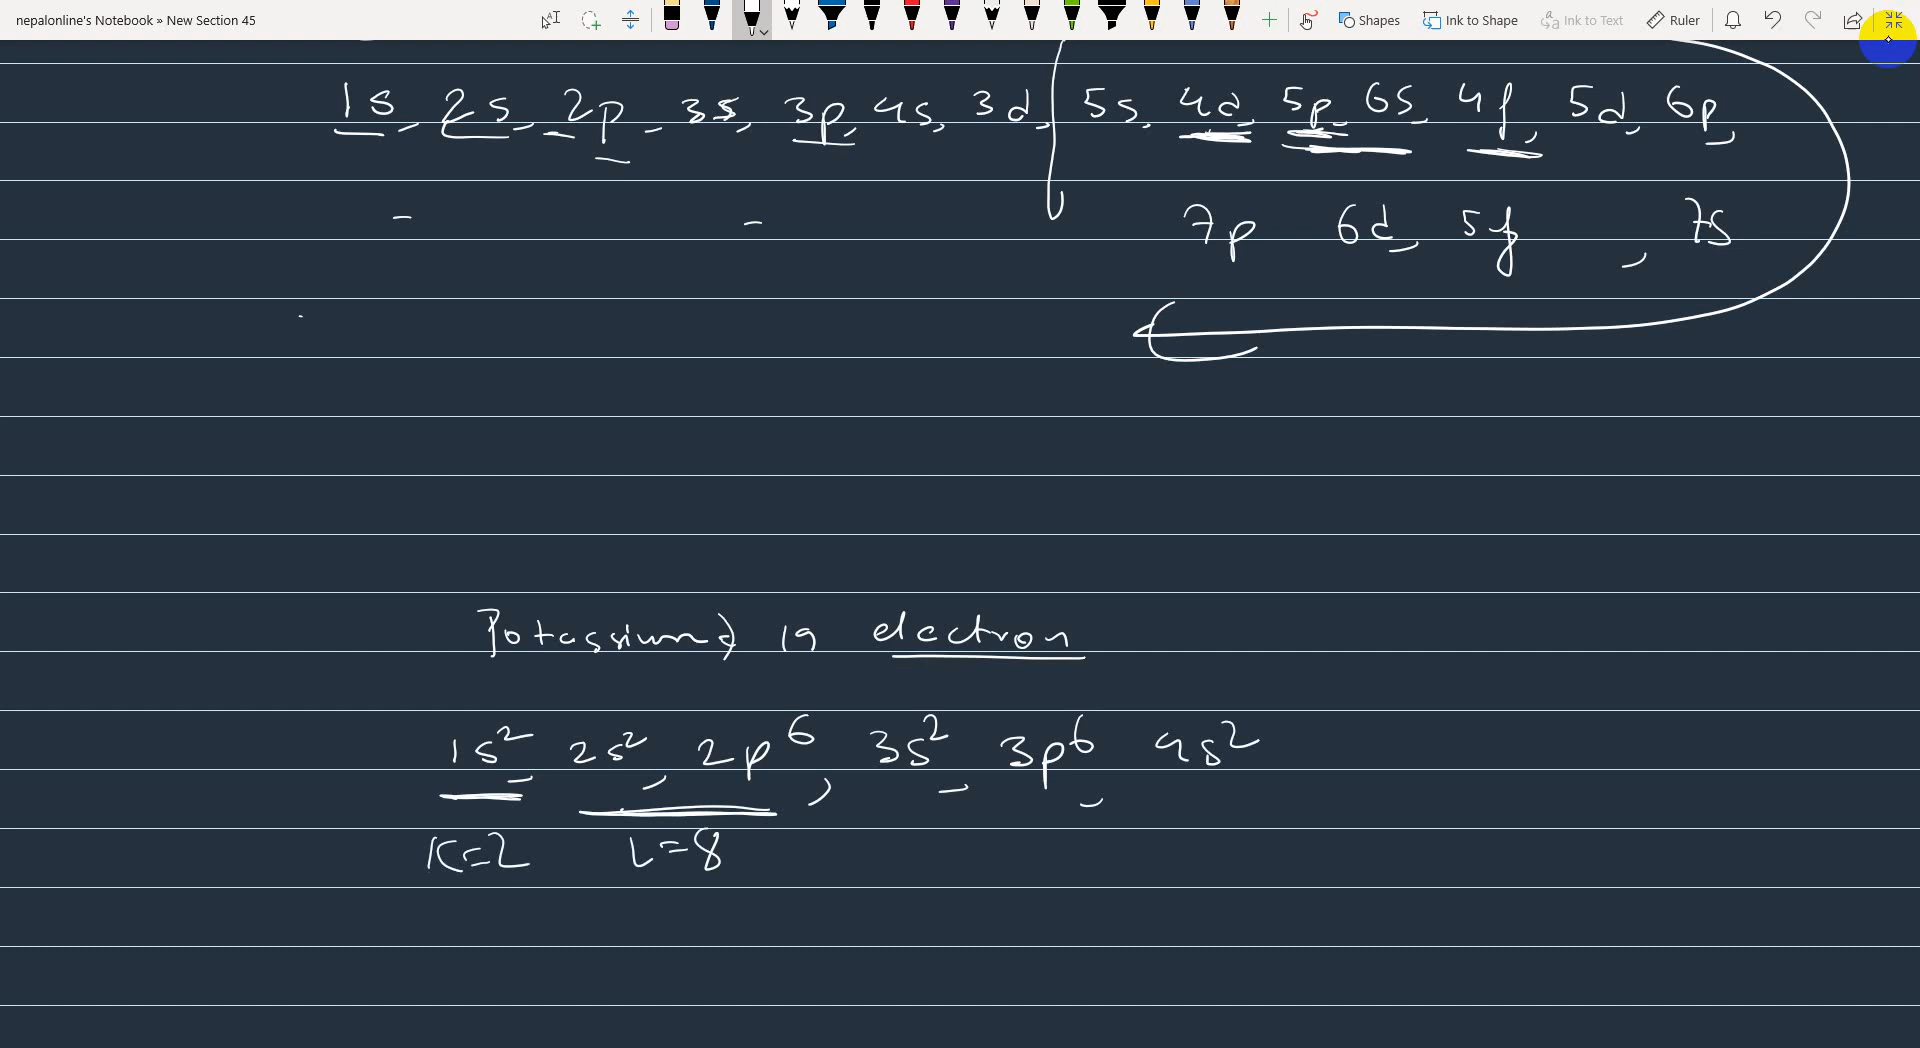 nepalonline's Notebook » New Section 45
Shapes Ink to Shape Ink to Text Ruler
1s, 2s, 2p, 3s, 3p, 4s, 3d, 5s, 4d, 5p, 6s, 4f, 5d, 6p,
7p 6d, 5f , 7s
Potassium) 19 electron
1s², 2s², 2p⁶, 3s², 3p⁶, 4s²
K=2 L=8